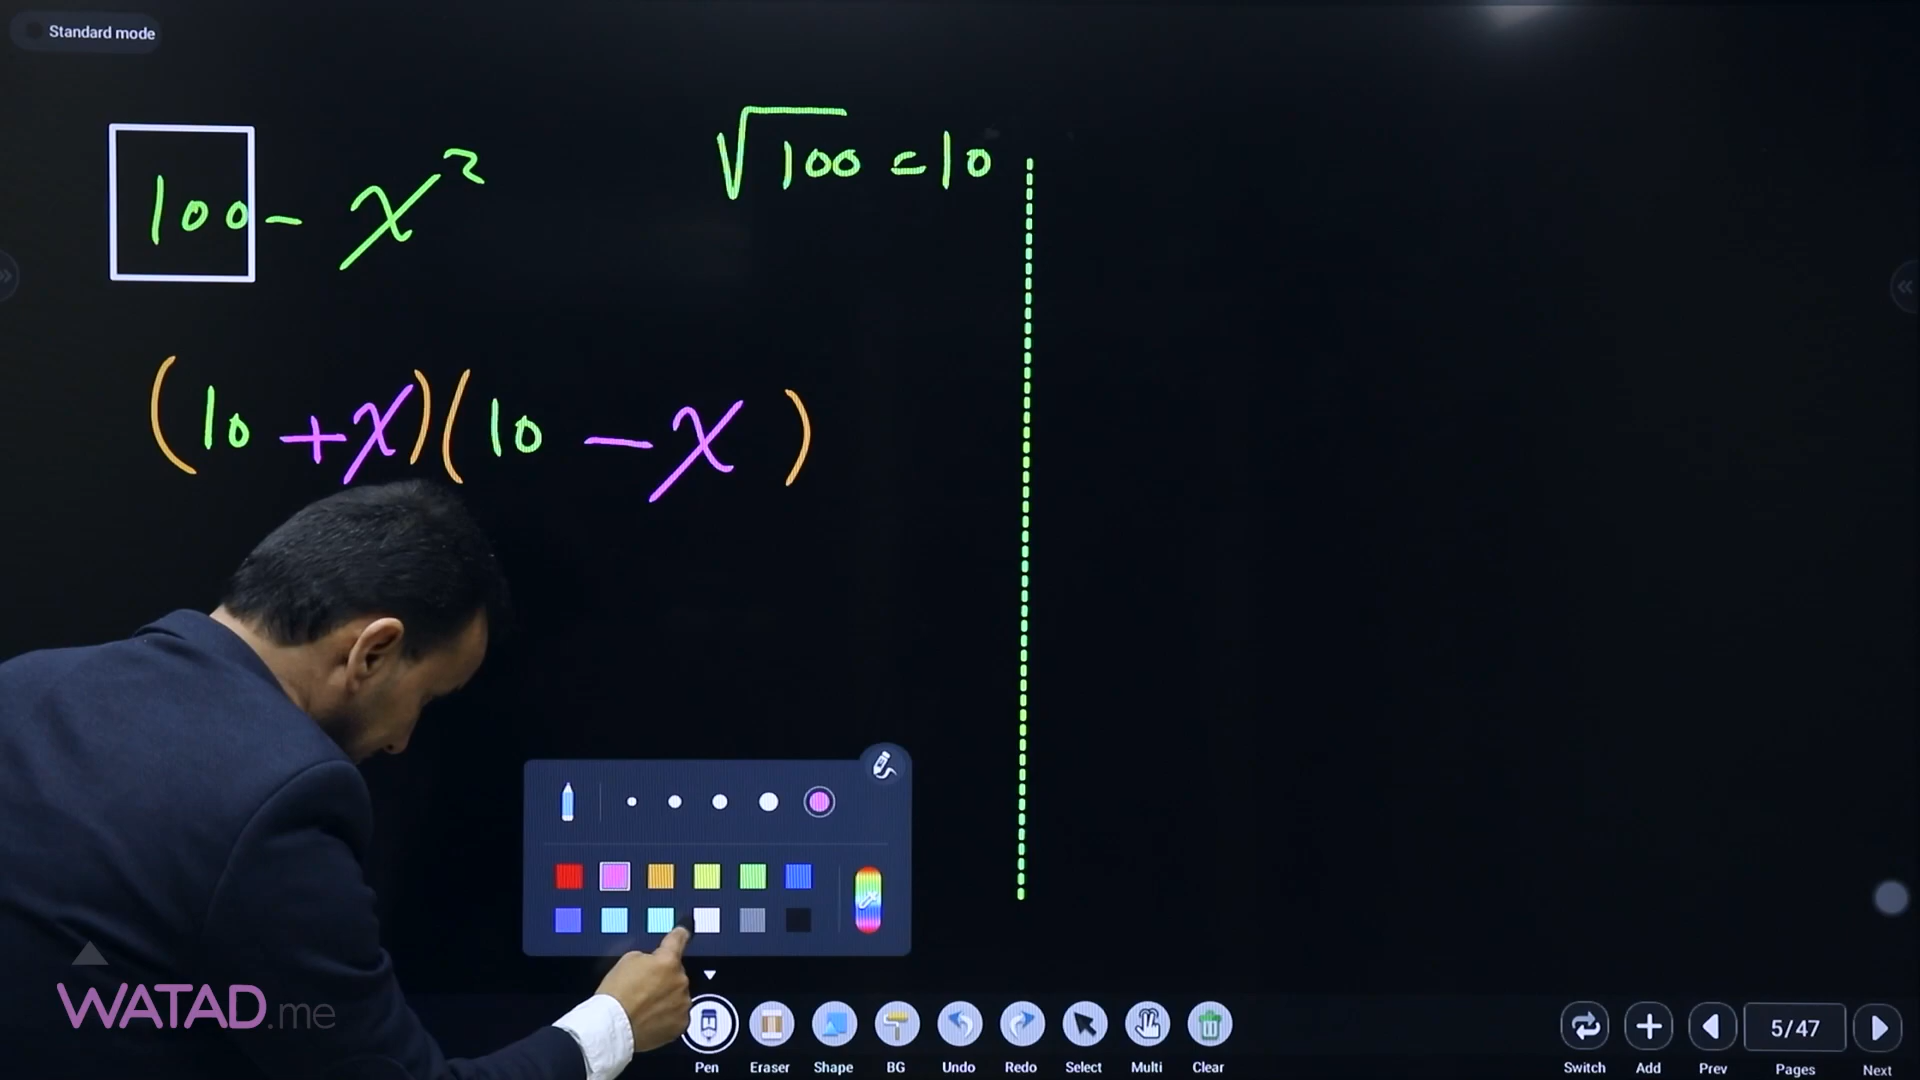 Standard mode
100 - x²
√100 = 10
(10 + x)(10 - x)
WATAD.me
Pen Eraser Shape BG Undo Redo Select Multi Clear
Switch Add Prev 5/47 Pages Next